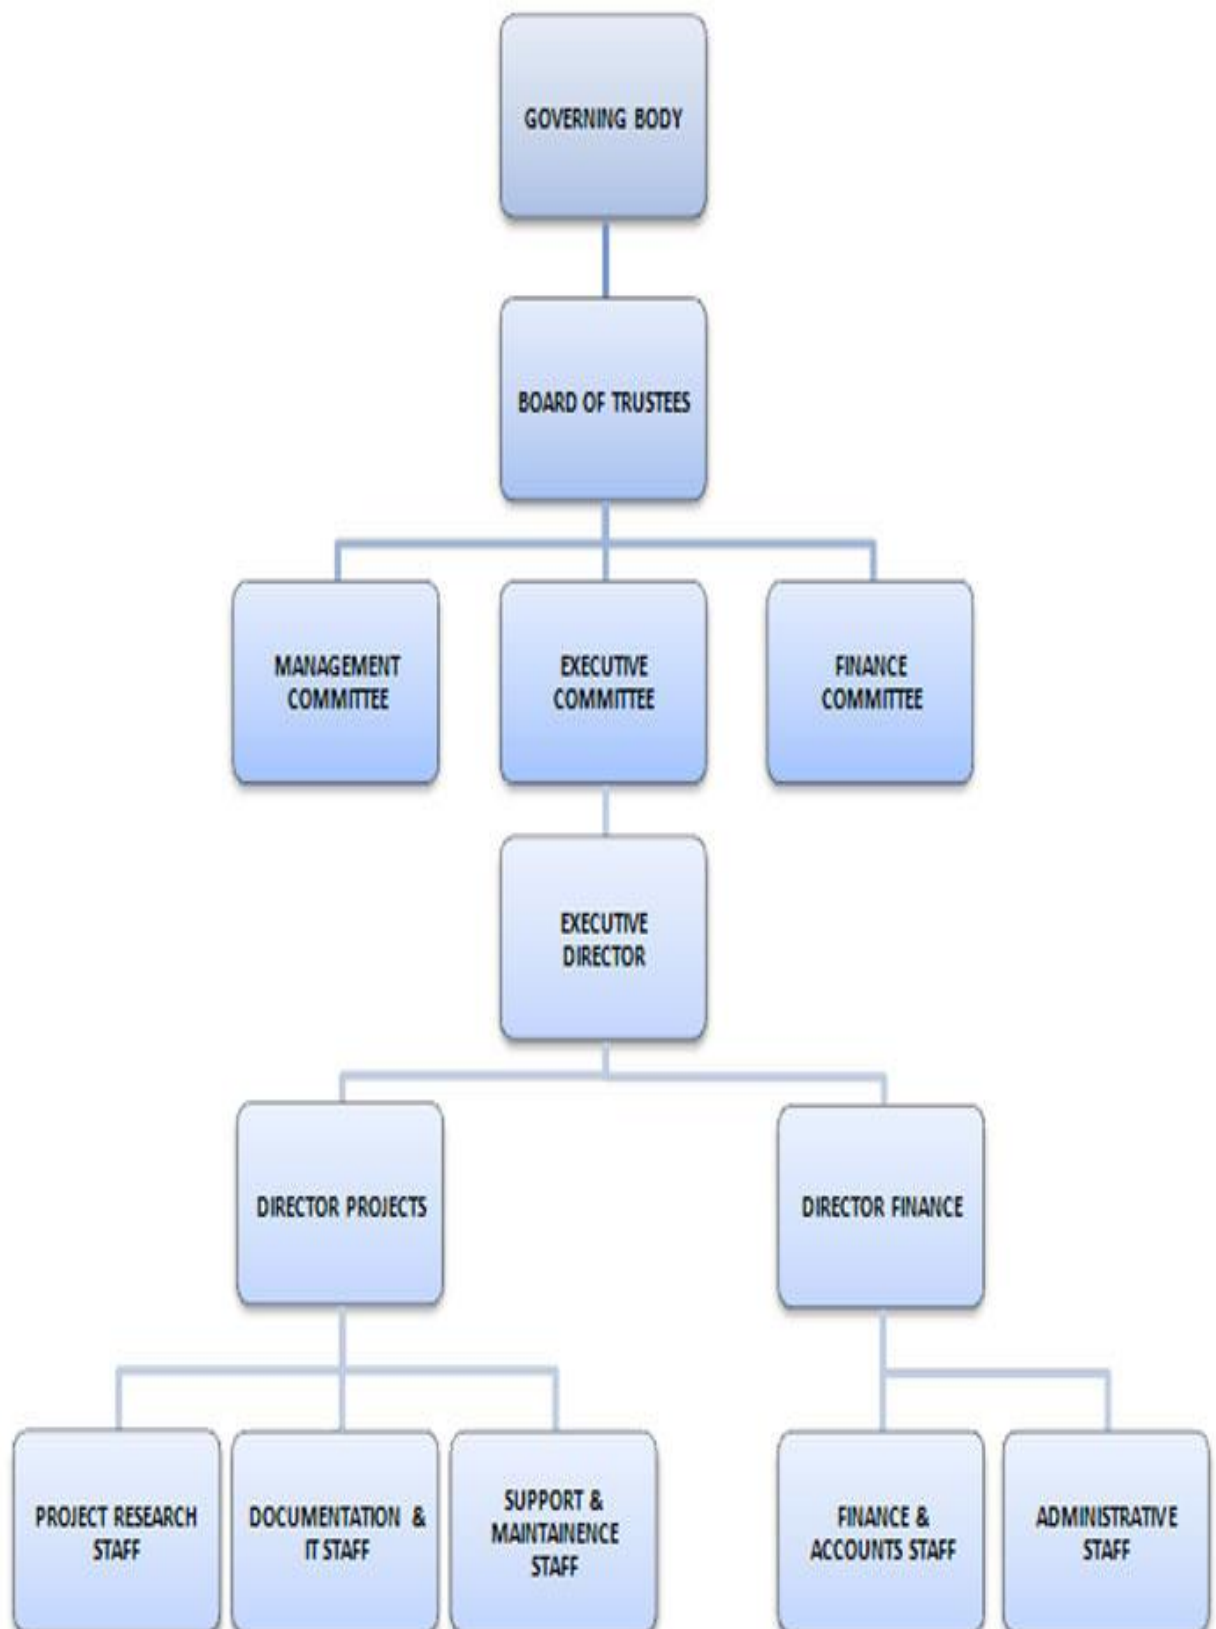 GOVERNING BODY
BOARD OF TRUSTEES
MANAGEMENT
COMMITTEE
EXECUTIVE
COMMITTEE
FINANCE
COMMITTEE
EXECUTIVE
DIRECTOR
DIRECTOR PROJECTS
DIRECTOR FINANCE
PROJECT RESEARCH
STAFF
DOCUMENTATION &
IT STAFF
SUPPORT &
MAINTAINENCE
STAFF
FINANCE &
ACCOUNTS STAFF
ADMINISTRATIVE
STAFF